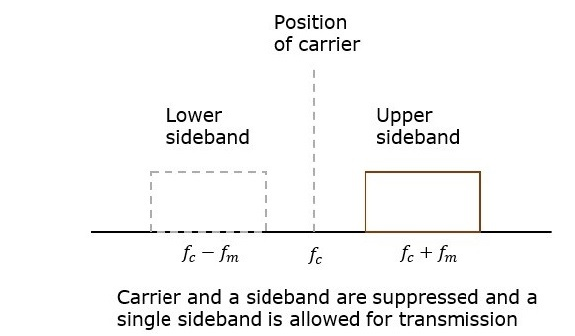 Position
of carrier
Lower
sideband
Upper
sideband
fc − fm
fc
fc + fm
Carrier and a sideband are suppressed and a
single sideband is allowed for transmission